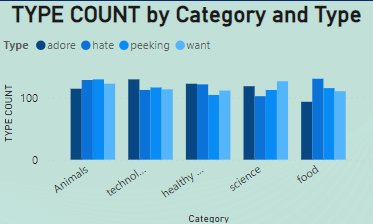 TYPE COUNT by Category and Type
Type adore hate peeking want
TYPE COUNT
100
0
Animals technol... healthy ... science food
Category